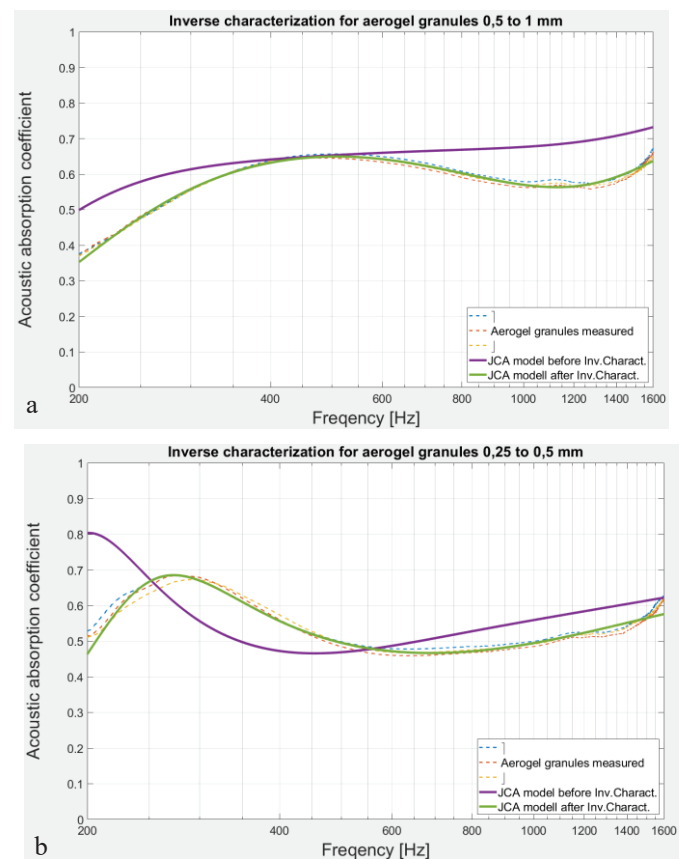 Inverse characterization for aerogel granules 0,5 to 1 mm
1
0.9
0.8
0.7
0.6
0.5
0.4
0.3
0.2
0.1
0
Acoustic absorption coefficient
]
Aerogel granules measured
]
JCA model before Inv.Charact.
JCA modell after Inv.Charact.
200 400 600 800 1000 1200 1400 1600
Freqency [Hz]
a
Inverse characterization for aerogel granules 0,25 to 0,5 mm
1
0.9
0.8
0.7
0.6
0.5
0.4
0.3
0.2
0.1
0
Acoustic absorption coefficient
]
Aerogel granules measured
]
JCA model before Inv.Charact.
JCA modell after Inv.Charact.
200 400 600 800 1000 1200 1400 1600
Freqency [Hz]
b